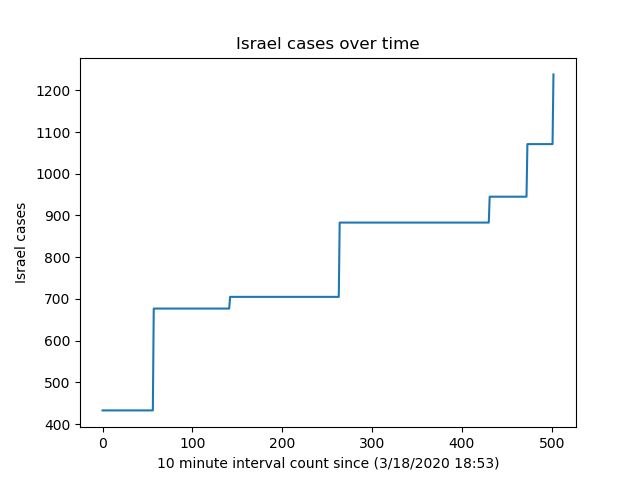 Israel cases over time
1200
1100
1000
900
800
700
600
500
400
Israel cases
0 100 200 300 400 500
10 minute interval count since (3/18/2020 18:53)